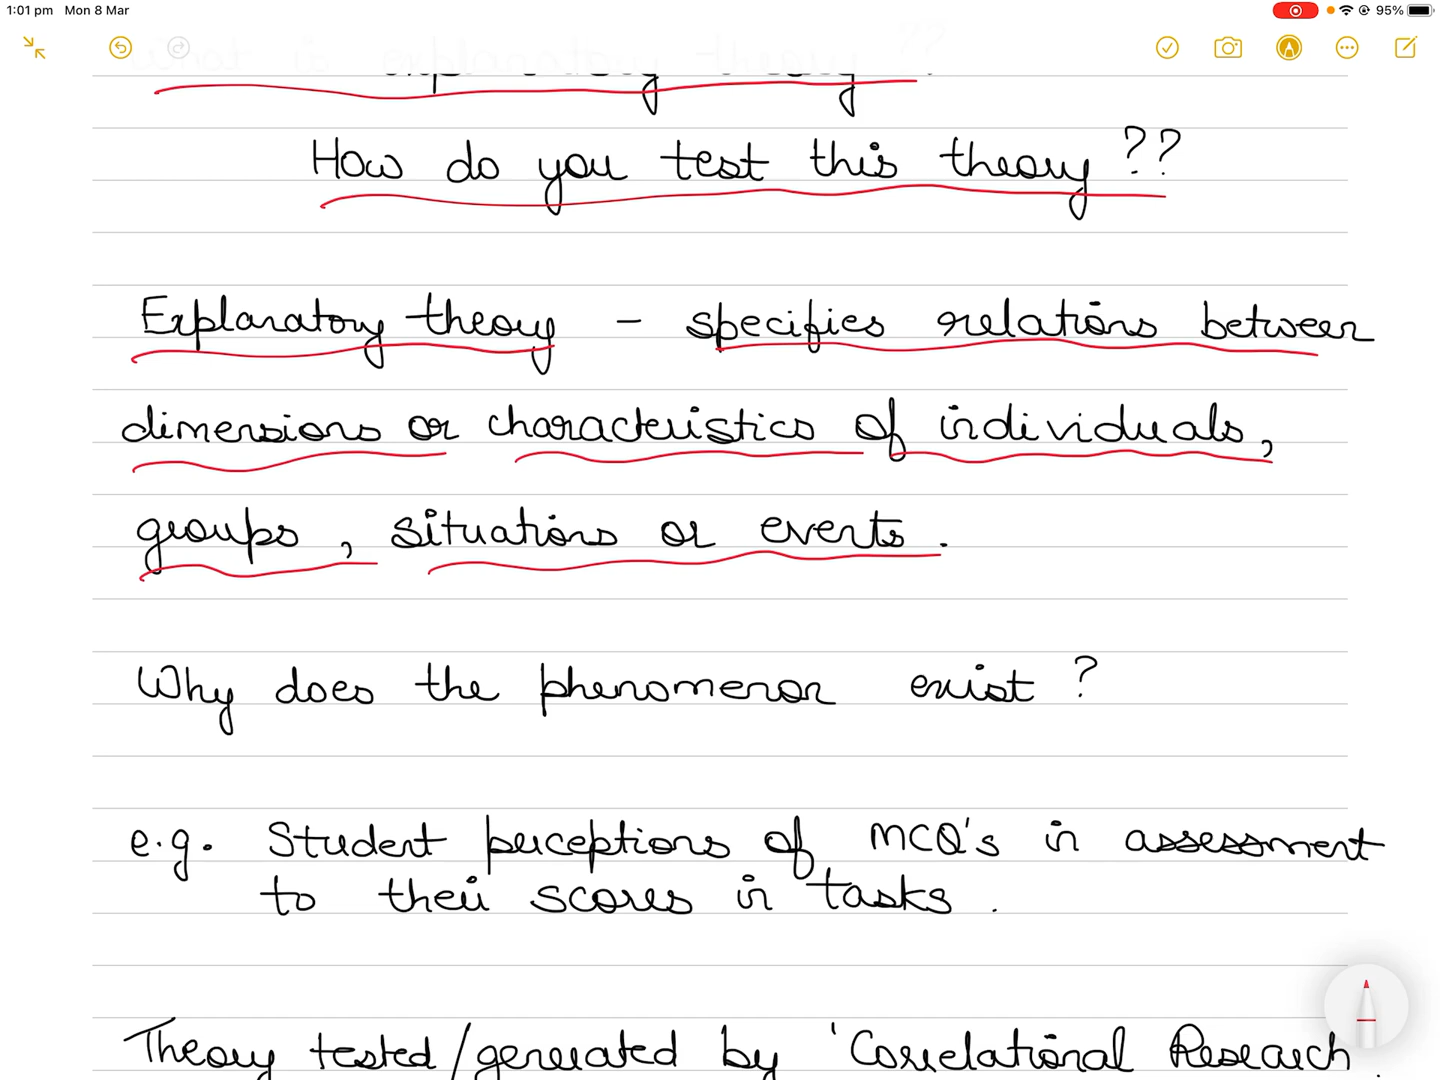 1:01 pm Mon 8 Mar 95%
explanatory theory ??
How do you test this theory ??
Explanatory theory - specifies relations between
dimensions or characteristics of individuals,
groups, situations or events.
Why does the phenomenon exist ?
e.g. Student perceptions of MCQ's in assessment
to their scores in tasks.
Theory tested/generated by 'Correlational Research